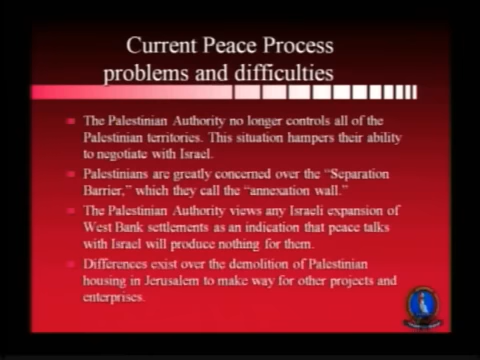 Current Peace Process
problems and difficulties
The Palestinian Authority no longer controls all of the
Palestinian territories. This situation hampers their ability
to negotiate with Israel.
Palestinians are greatly concerned over the “Separation
Barrier,” which they call the “annexation wall.”
The Palestinian Authority views any Israeli expansion of
West Bank settlements as an indication that peace talks
with Israel will produce nothing for them.
Differences exist over the demolition of Palestinian
housing in Jerusalem to make way for other projects and
enterprises.